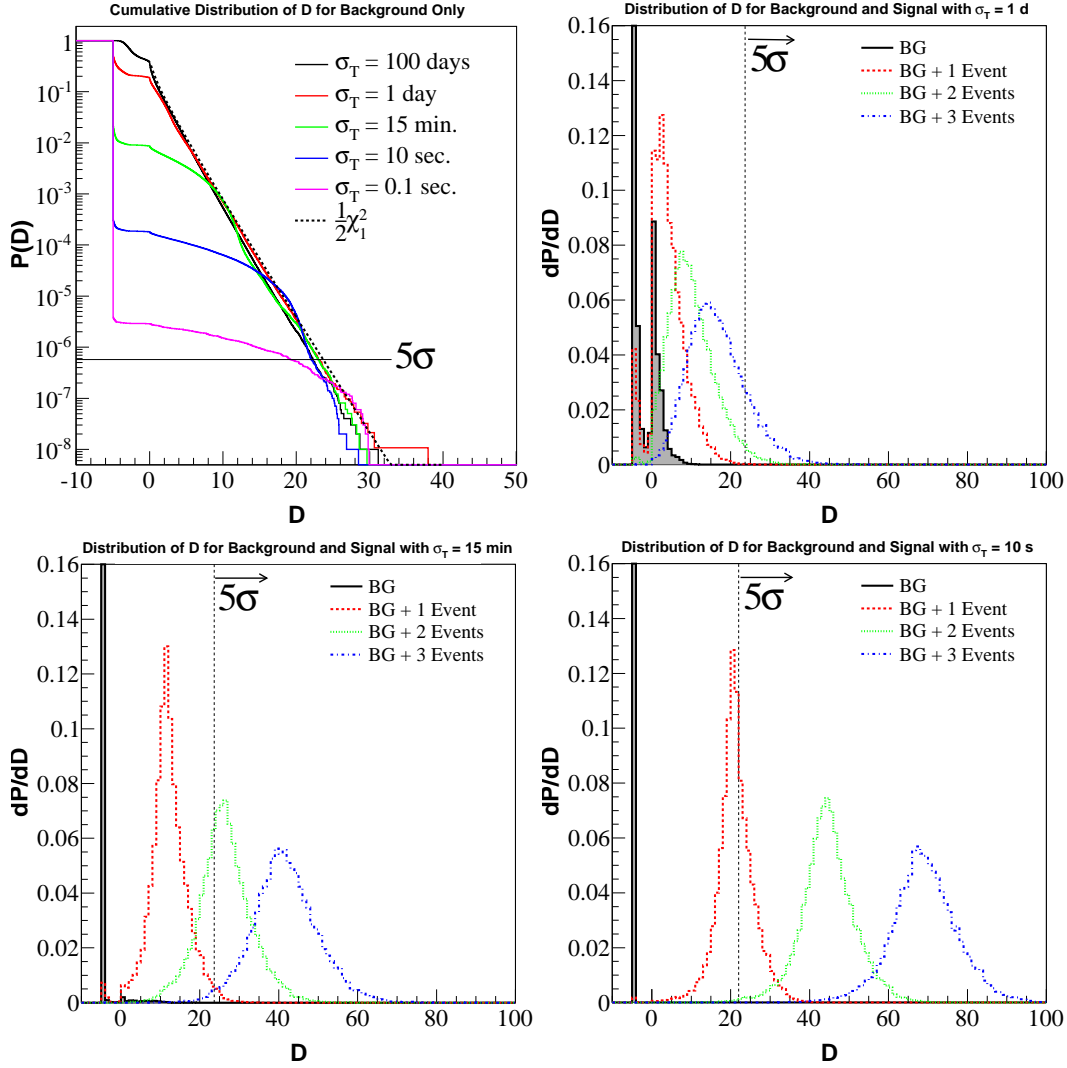 Cumulative Distribution of D for Background Only
P(D)
1
10⁻¹
10⁻²
10⁻³
10⁻⁴
10⁻⁵
10⁻⁶
10⁻⁷
10⁻⁸
σ_T = 100 days
σ_T = 1 day
σ_T = 15 min.
σ_T = 10 sec.
σ_T = 0.1 sec.
½χ₁²
5σ
-10 0 10 20 30 40 50
D
Distribution of D for Background and Signal with σ_T = 1 d
dP/dD
0.16
0.14
0.12
0.1
0.08
0.06
0.04
0.02
0
5σ
BG
BG + 1 Event
BG + 2 Events
BG + 3 Events
0 20 40 60 80 100
D
Distribution of D for Background and Signal with σ_T = 15 min
dP/dD
0.16
0.14
0.12
0.1
0.08
0.06
0.04
0.02
0
5σ
BG
BG + 1 Event
BG + 2 Events
BG + 3 Events
0 20 40 60 80 100
D
Distribution of D for Background and Signal with σ_T = 10 s
dP/dD
0.16
0.14
0.12
0.1
0.08
0.06
0.04
0.02
0
5σ
BG
BG + 1 Event
BG + 2 Events
BG + 3 Events
0 20 40 60 80 100
D